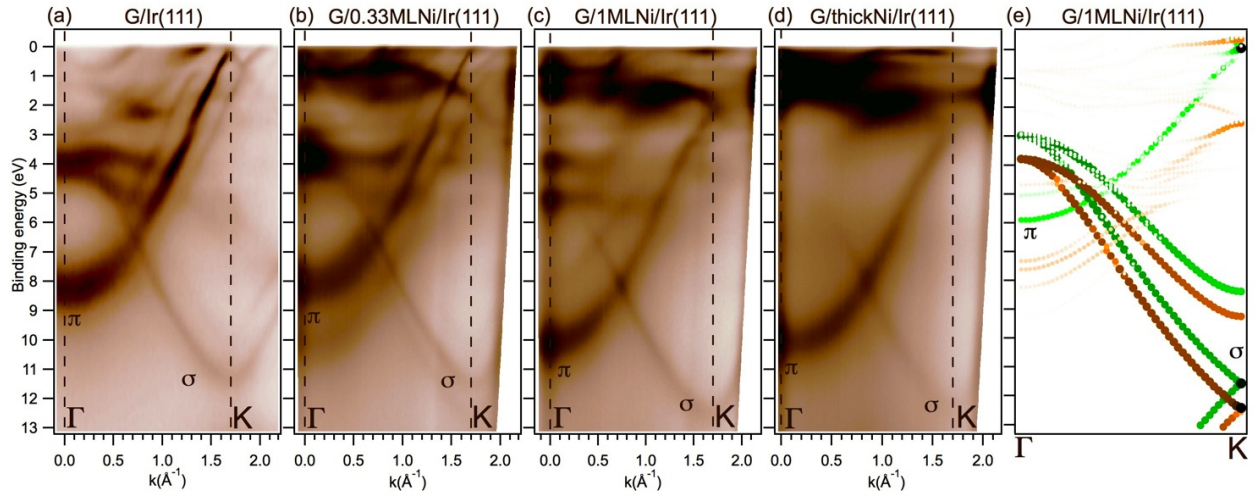 (a) G/Ir(111) (b) G/0.33MLNi/Ir(111) (c) G/1MLNi/Ir(111) (d) G/thickNi/Ir(111) (e) G/1MLNi/Ir(111)
Binding energy (eV)
0
1
2
3
4
5
6
7
8
9
10
11
12
13
π
σ
Γ K
π
σ
Γ K
π
σ
Γ K
π
σ
Γ K
π
σ
Γ K
0.0 0.5 1.0 1.5 2.0 0.0 0.5 1.0 1.5 2.0 0.0 0.5 1.0 1.5 2.0 0.0 0.5 1.0 1.5 2.0
k(Å⁻¹) k(Å⁻¹) k(Å⁻¹) k(Å⁻¹)